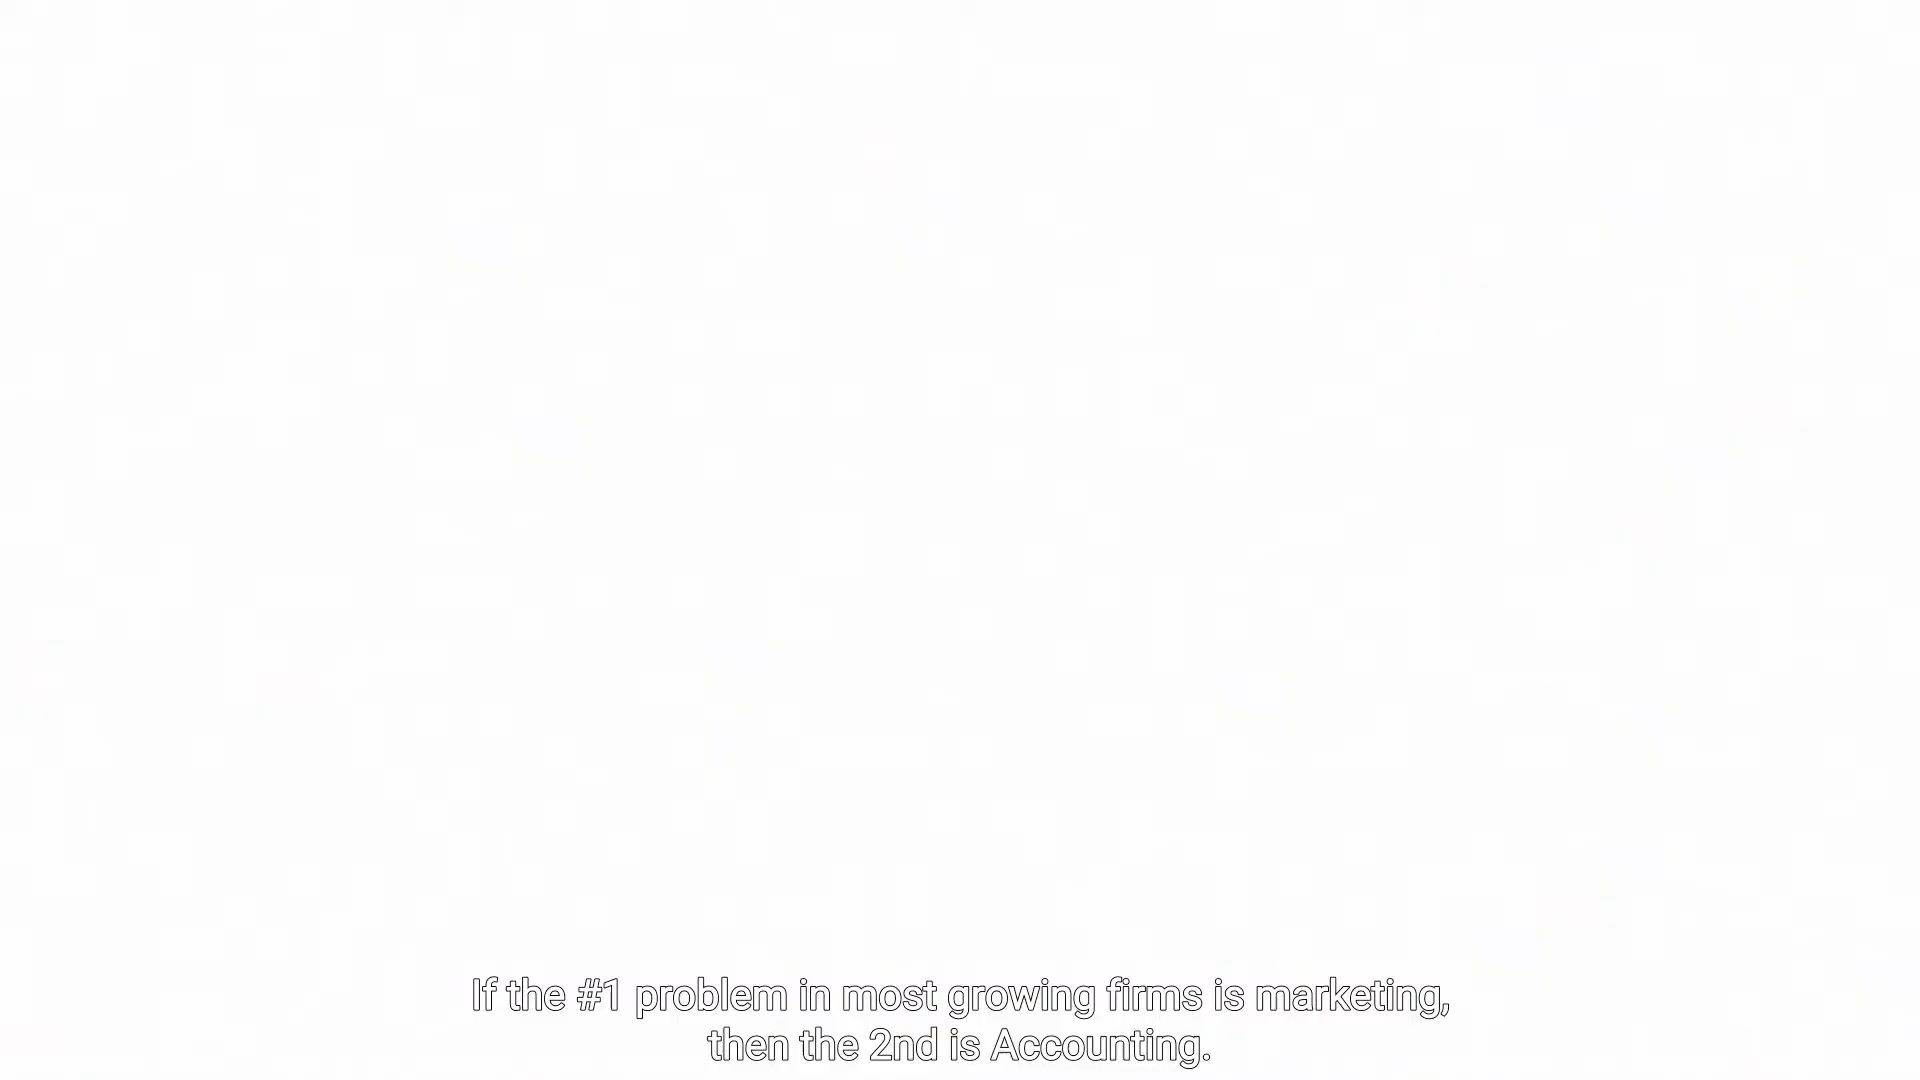 If the #1 problem in most growing firms is marketing,
then the 2nd is Accounting.